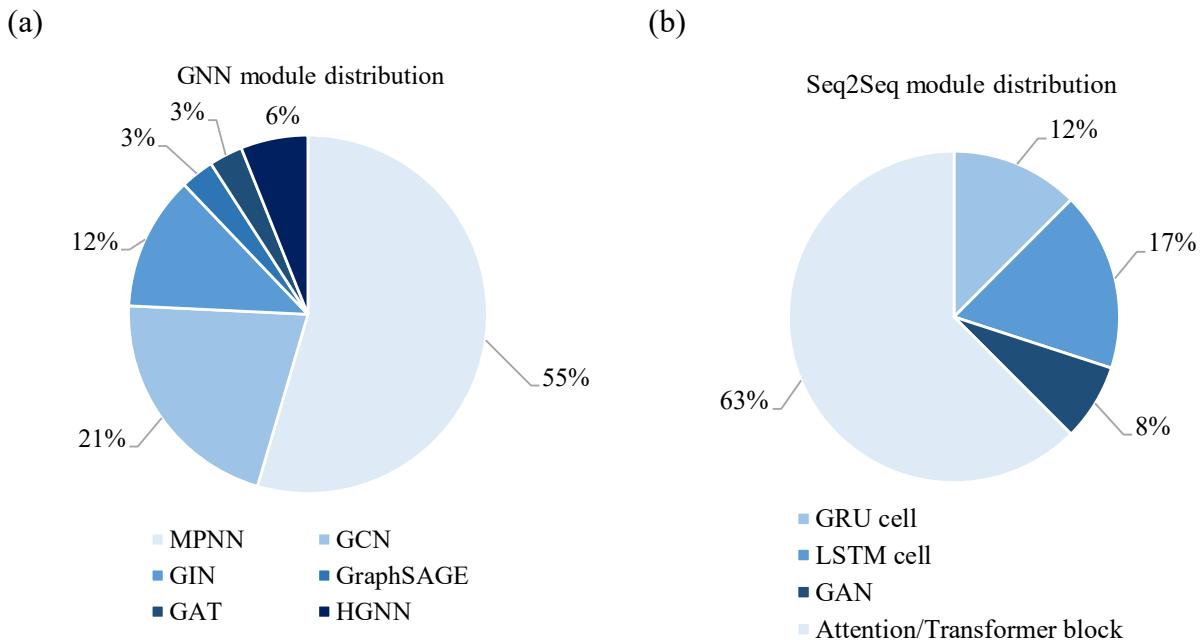 (a)
GNN module distribution
3%
6%
3%
12%
55%
21%
MPNN
GCN
GIN
GraphSAGE
GAT
HGNN
(b)
Seq2Seq module distribution
12%
17%
63%
8%
GRU cell
LSTM cell
GAN
Attention/Transformer block